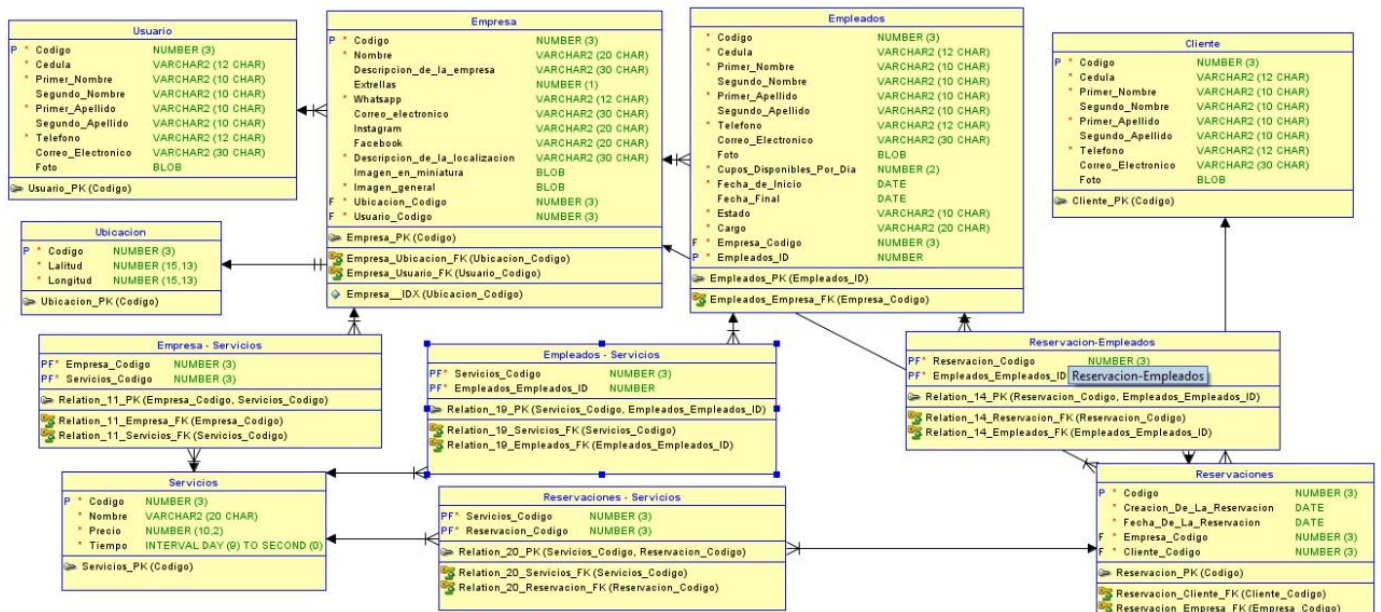 Usuario
P * Codigo NUMBER (3)
* Cedula VARCHAR2 (12 CHAR)
* Primer_Nombre VARCHAR2 (10 CHAR)
Segundo_Nombre VARCHAR2 (10 CHAR)
* Primer_Apellido VARCHAR2 (10 CHAR)
Segundo_Apellido VARCHAR2 (10 CHAR)
* Telefono VARCHAR2 (12 CHAR)
Correo_Electronico VARCHAR2 (30 CHAR)
Foto BLOB
Usuario_PK (Codigo)
Empresa
P * Codigo NUMBER (3)
* Nombre VARCHAR2 (20 CHAR)
Descripcion_de_la_empresa VARCHAR2 (30 CHAR)
Extrellas NUMBER (1)
* Whatsapp VARCHAR2 (12 CHAR)
Correo_electronico VARCHAR2 (30 CHAR)
Instagram VARCHAR2 (20 CHAR)
Facebook VARCHAR2 (20 CHAR)
* Descripcion_de_la_localizacion VARCHAR2 (30 CHAR)
Imagen_en_miniatura BLOB
* Imagen_general BLOB
F * Ubicacion_Codigo NUMBER (3)
F * Usuario_Codigo NUMBER (3)
Empresa_PK (Codigo)
Empresa_Ubicacion_FK (Ubicacion_Codigo)
Empresa_Usuario_FK (Usuario_Codigo)
Empresa__IDX (Ubicacion_Codigo)
Empleados
* Codigo NUMBER (3)
* Cedula VARCHAR2 (12 CHAR)
* Primer_Nombre VARCHAR2 (10 CHAR)
Segundo_Nombre VARCHAR2 (10 CHAR)
* Primer_Apellido VARCHAR2 (10 CHAR)
Segundo_Apellido VARCHAR2 (10 CHAR)
* Telefono VARCHAR2 (12 CHAR)
Correo_Electronico VARCHAR2 (30 CHAR)
Foto BLOB
* Cupos_Disponibles_Por_Dia NUMBER (2)
* Fecha_de_Inicio DATE
Fecha_Final DATE
* Estado VARCHAR2 (10 CHAR)
* Cargo VARCHAR2 (20 CHAR)
F * Empresa_Codigo NUMBER (3)
P * Empleados_ID NUMBER
Empleados_PK (Empleados_ID)
Empleados_Empresa_FK (Empresa_Codigo)
Cliente
P * Codigo NUMBER (3)
* Cedula VARCHAR2 (12 CHAR)
* Primer_Nombre VARCHAR2 (10 CHAR)
Segundo_Nombre VARCHAR2 (10 CHAR)
* Primer_Apellido VARCHAR2 (10 CHAR)
Segundo_Apellido VARCHAR2 (10 CHAR)
* Telefono VARCHAR2 (12 CHAR)
Correo_Electronico VARCHAR2 (30 CHAR)
Foto BLOB
Cliente_PK (Codigo)
Ubicacion
P * Codigo NUMBER (3)
* Lalitud NUMBER (15,13)
* Longitud NUMBER (15,13)
Ubicacion_PK (Codigo)
Empresa - Servicios
PF* Empresa_Codigo NUMBER (3)
PF* Servicios_Codigo NUMBER (3)
Relation_11_PK (Empresa_Codigo, Servicios_Codigo)
Relation_11_Empresa_FK (Empresa_Codigo)
Relation_11_Servicios_FK (Servicios_Codigo)
Empleados - Servicios
PF* Servicios_Codigo NUMBER (3)
PF* Empleados_Empleados_ID NUMBER
Relation_19_PK (Servicios_Codigo, Empleados_Empleados_ID)
Relation_19_Servicios_FK (Servicios_Codigo)
Relation_19_Empleados_FK (Empleados_Empleados_ID)
Reservacion-Empleados
PF* Reservacion_Codigo NUMBER (3)
PF* Empleados_Empleados_ID
Reservacion-Empleados
Relation_14_PK (Reservacion_Codigo, Empleados_Empleados_ID)
Relation_14_Reservacion_FK (Reservacion_Codigo)
Relation_14_Empleados_FK (Empleados_Empleados_ID)
Servicios
P * Codigo NUMBER (3)
* Nombre VARCHAR2 (20 CHAR)
* Precio NUMBER (10,2)
* Tiempo INTERVAL DAY (9) TO SECOND (0)
Servicios_PK (Codigo)
Reservaciones - Servicios
PF* Servicios_Codigo NUMBER (3)
PF* Reservacion_Codigo NUMBER (3)
Relation_20_PK (Servicios_Codigo, Reservacion_Codigo)
Relation_20_Servicios_FK (Servicios_Codigo)
Relation_20_Reservacion_FK (Reservacion_Codigo)
Reservaciones
P * Codigo NUMBER (3)
* Creacion_De_La_Reservacion DATE
* Fecha_De_La_Reservacion DATE
F * Empresa_Codigo NUMBER (3)
F * Cliente_Codigo NUMBER (3)
Reservacion_PK (Codigo)
Reservacion_Cliente_FK (Cliente_Codigo)
Reservacion_Empresa_FK (Empresa_Codigo)